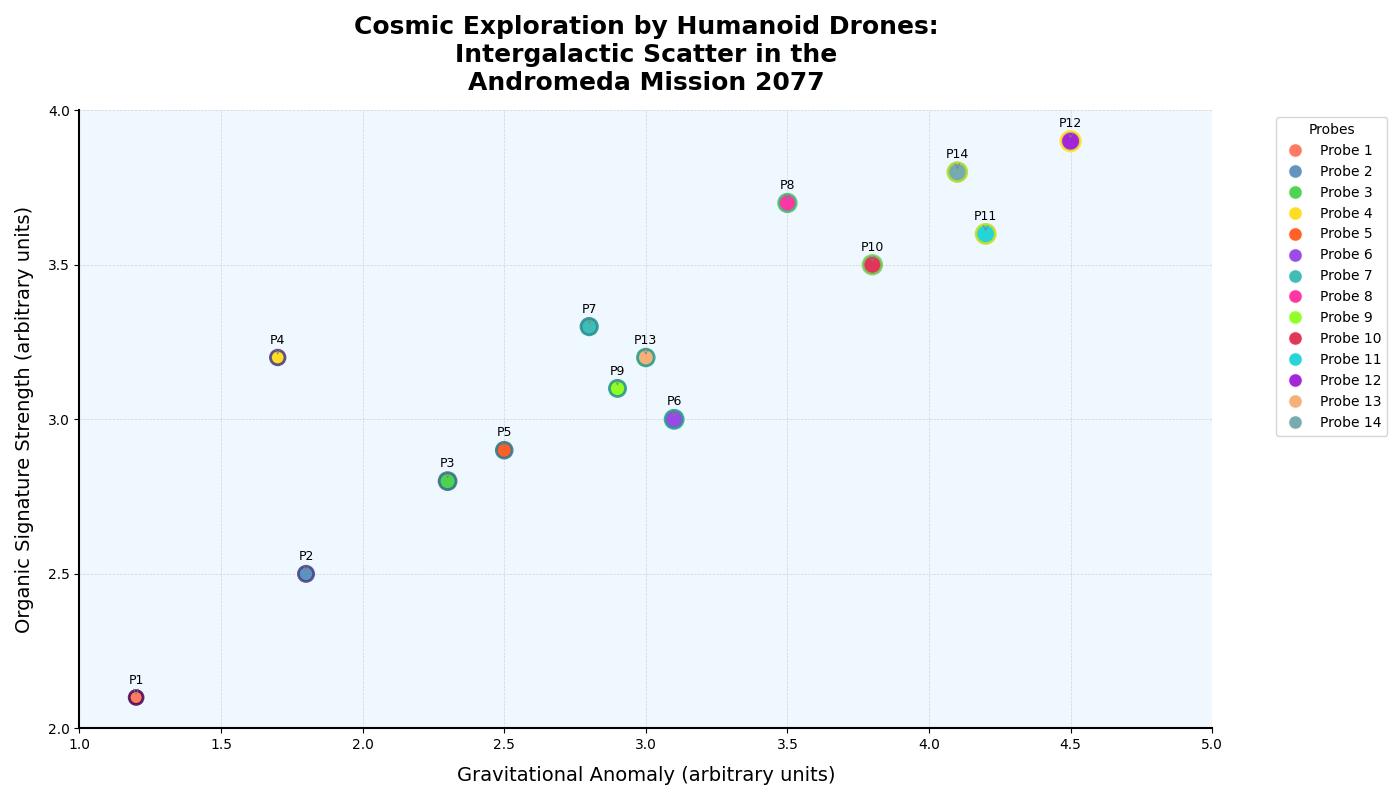 Cosmic Exploration by Humanoid Drones:
Intergalactic Scatter in the
Andromeda Mission 2077
Organic Signature Strength (arbitrary units)
4.0
3.5
3.0
2.5
2.0
P12
P14
P8
P11
P10
P7
P4
P13
P9
P6
P5
P3
P2
P1
1.0
1.5
2.0
2.5
3.0
3.5
4.0
4.5
5.0
Gravitational Anomaly (arbitrary units)
Probes
Probe 1
Probe 2
Probe 3
Probe 4
Probe 5
Probe 6
Probe 7
Probe 8
Probe 9
Probe 10
Probe 11
Probe 12
Probe 13
Probe 14